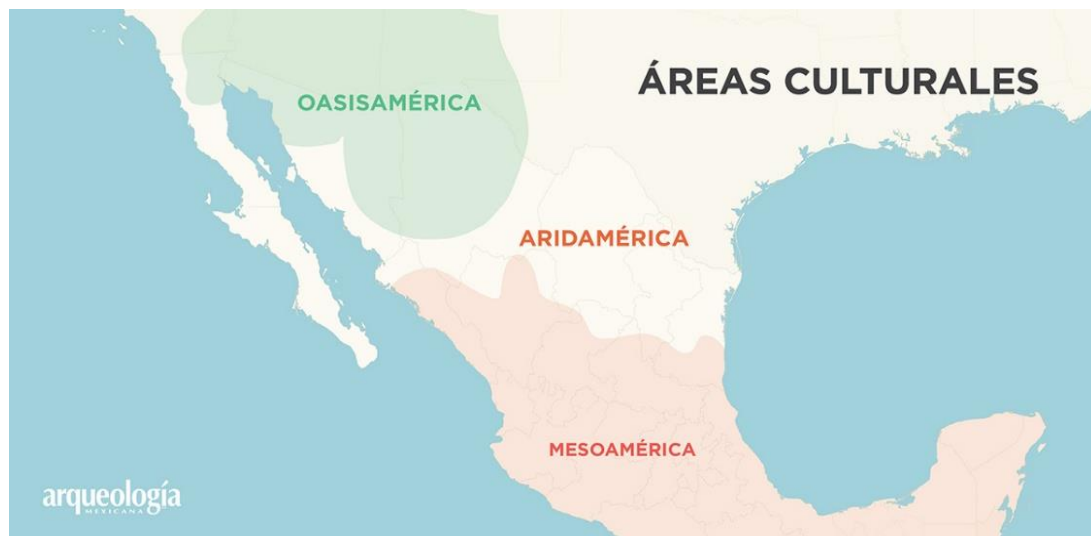 ÁREAS CULTURALES
OASISAMÉRICA
ARIDAMÉRICA
MESOAMÉRICA
arqueología
MEXICANA